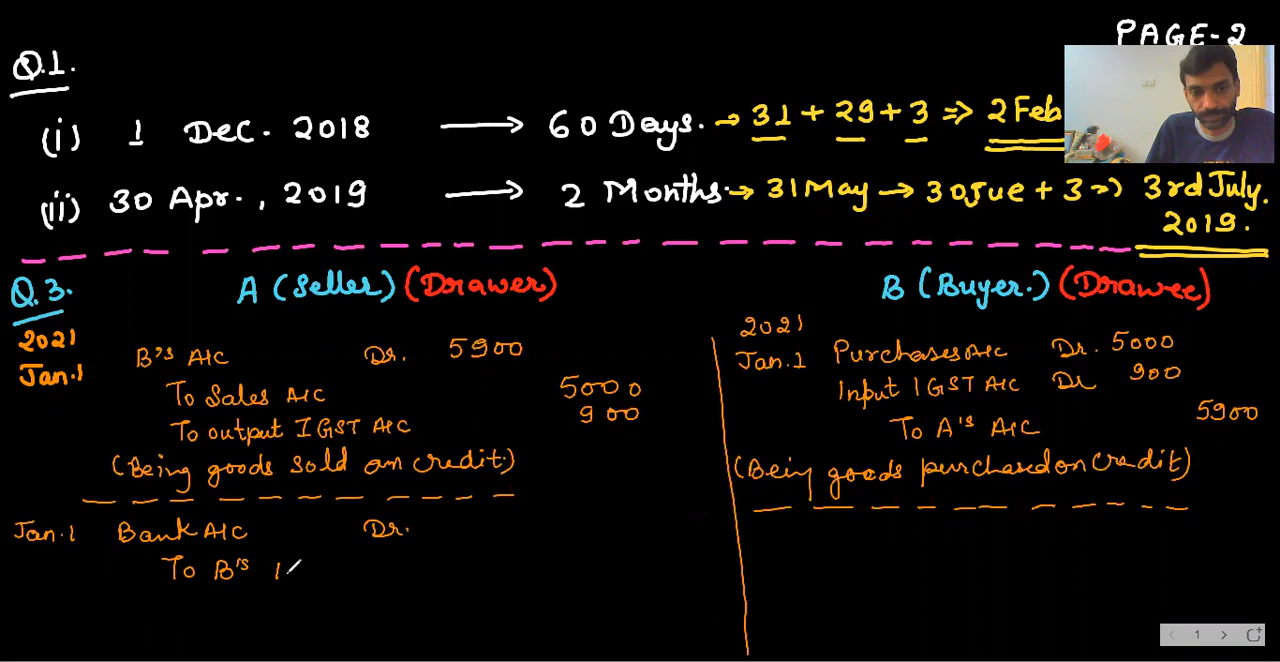 PAGE-2
Q.1.
(i) 1 Dec. 2018 → 60 Days. → 31 + 29 + 3 => 2 Feb
(ii) 30 Apr., 2019 → 2 Months. → 31 May → 30 Jue + 3 => 3rd July.
2019.
Q.3. A (Seller) (Drawer)
2021
Jan.1 B's A/C Dr. 5900
To Sales A/C 5000
To output IGST A/C 900
(Being goods sold on credit)
Jan.1 Bank A/C Dr.
To B's
B (Buyer.) (Drawee)
2021
Jan.1 Purchases A/C Dr. 5000
Input IGST A/C Dr 900
To A's A/C 5900
(Being goods purchased on credit)
1